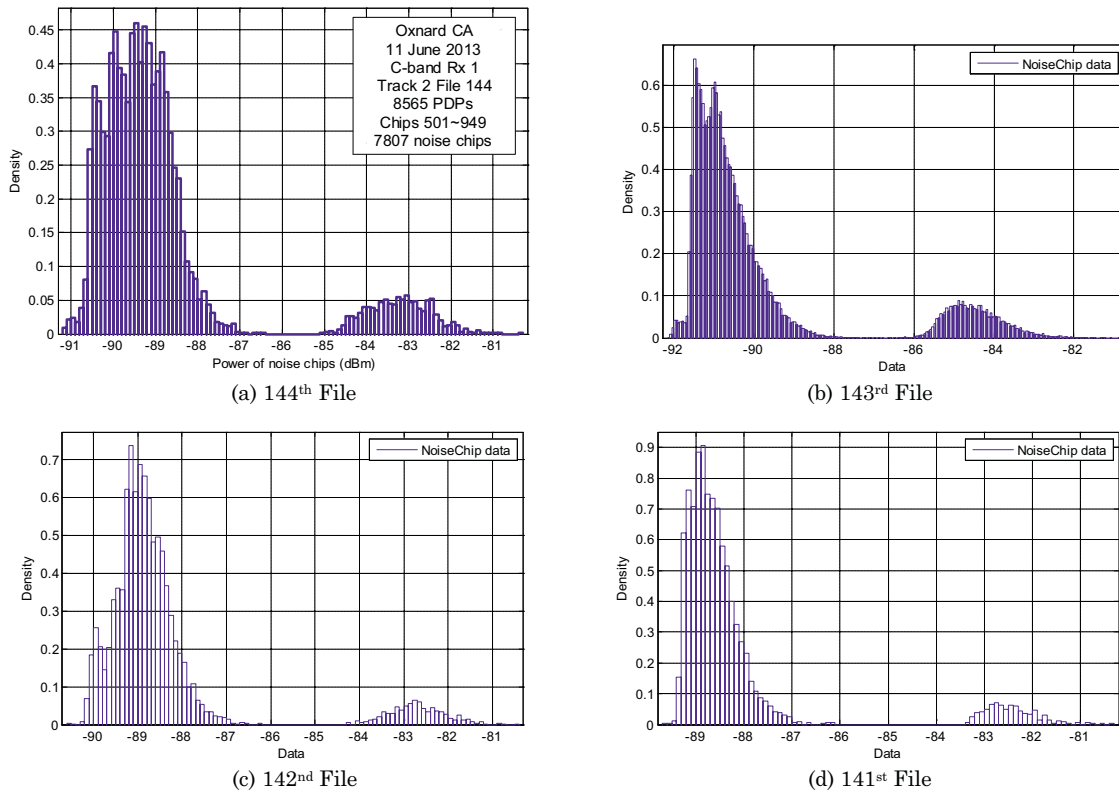 0.45
0.4
0.35
0.3
0.25
0.2
0.15
0.1
0.05
0
Density
Oxnard CA
11 June 2013
C-band Rx 1
Track 2 File 144
8565 PDPs
Chips 501~949
7807 noise chips
-91 -90 -89 -88 -87 -86 -85 -84 -83 -82 -81
Power of noise chips (dBm)
(a) 144th File
NoiseChip data
0.6
0.5
0.4
0.3
0.2
0.1
0
Density
-92 -90 -88 -86 -84 -82
Data
(b) 143rd File
NoiseChip data
0.7
0.6
0.5
0.4
0.3
0.2
0.1
0
Density
-90 -89 -88 -87 -86 -85 -84 -83 -82 -81
Data
(c) 142nd File
NoiseChip data
0.9
0.8
0.7
0.6
0.5
0.4
0.3
0.2
0.1
0
Density
-89 -88 -87 -86 -85 -84 -83 -82 -81
Data
(d) 141st File